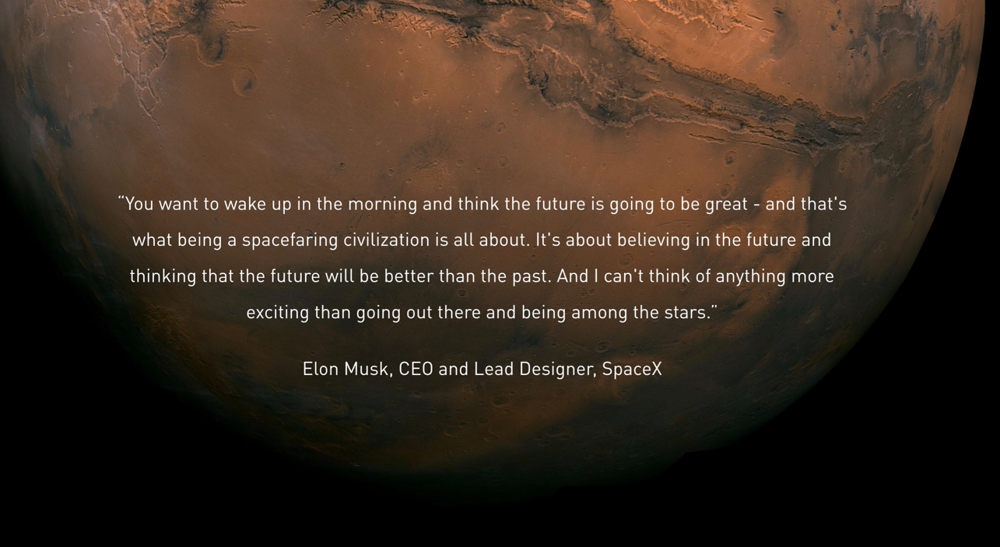 “You want to wake up in the morning and think the future is going to be great - and that's
what being a spacefaring civilization is all about. It's about believing in the future and
thinking that the future will be better than the past. And I can't think of anything more
exciting than going out there and being among the stars.”
Elon Musk, CEO and Lead Designer, SpaceX